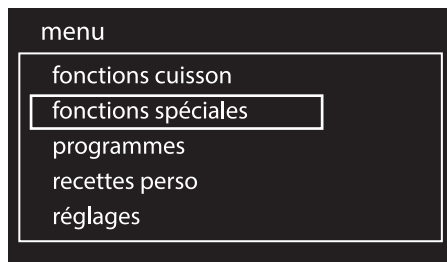 menu
fonctions cuisson
fonctions spéciales
programmes
recettes perso
réglages